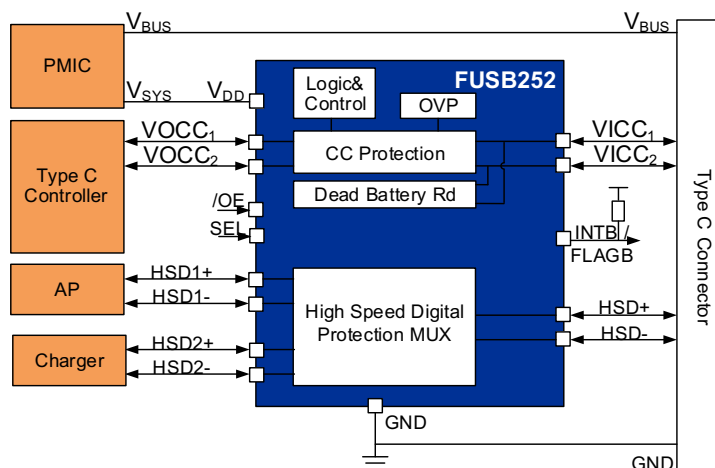 VBUS
VBUS
PMIC
VSYS
VDD
FUSB252
Logic&
Control
OVP
VOCC1
VICC1
CC Protection
VOCC2
VICC2
Type C
Controller
Dead Battery Rd
/OE
SEL
INTB /
FLAGB
Type C Connector
HSD1+
AP
HSD1-
High Speed Digital
Protection MUX
HSD+
HSD-
HSD2+
Charger
HSD2-
GND
GND